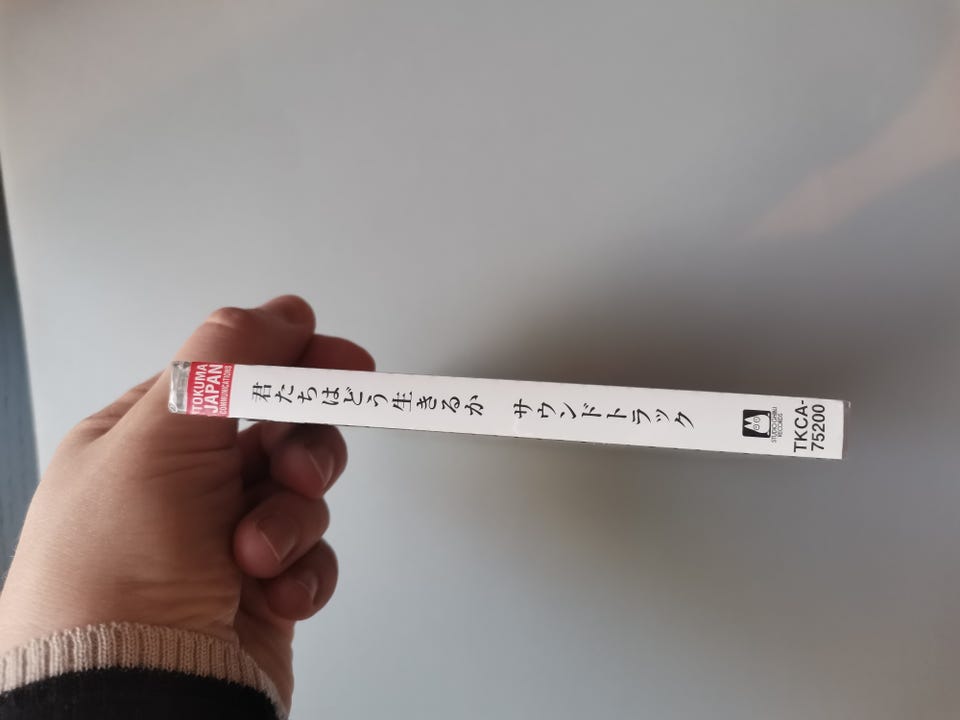 TOKUMA
JAPAN
COMMUNICATIONS
君たちはどう生きるか サウンドトラック
STUDIO GHIBLI
RECORDS
TKCA-
75200